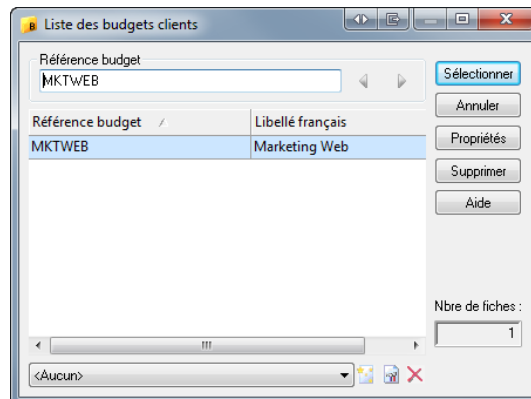 Liste des budgets clients
Référence budget
MKTWEB
Sélectionner
Annuler
Propriétés
Supprimer
Aide
Référence budget Libellé français
MKTWEB Marketing Web
Nbre de fiches :
1
<Aucun>